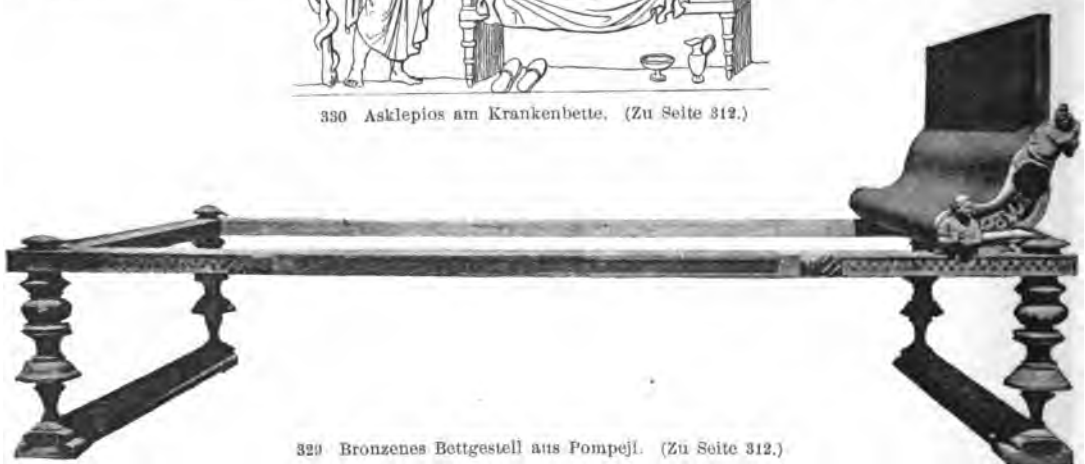 330 Asklepios am Krankenbette. (Zu Seite 312.)
329 Bronzenes Bettgestell aus Pompeji. (Zu Seite 312.)